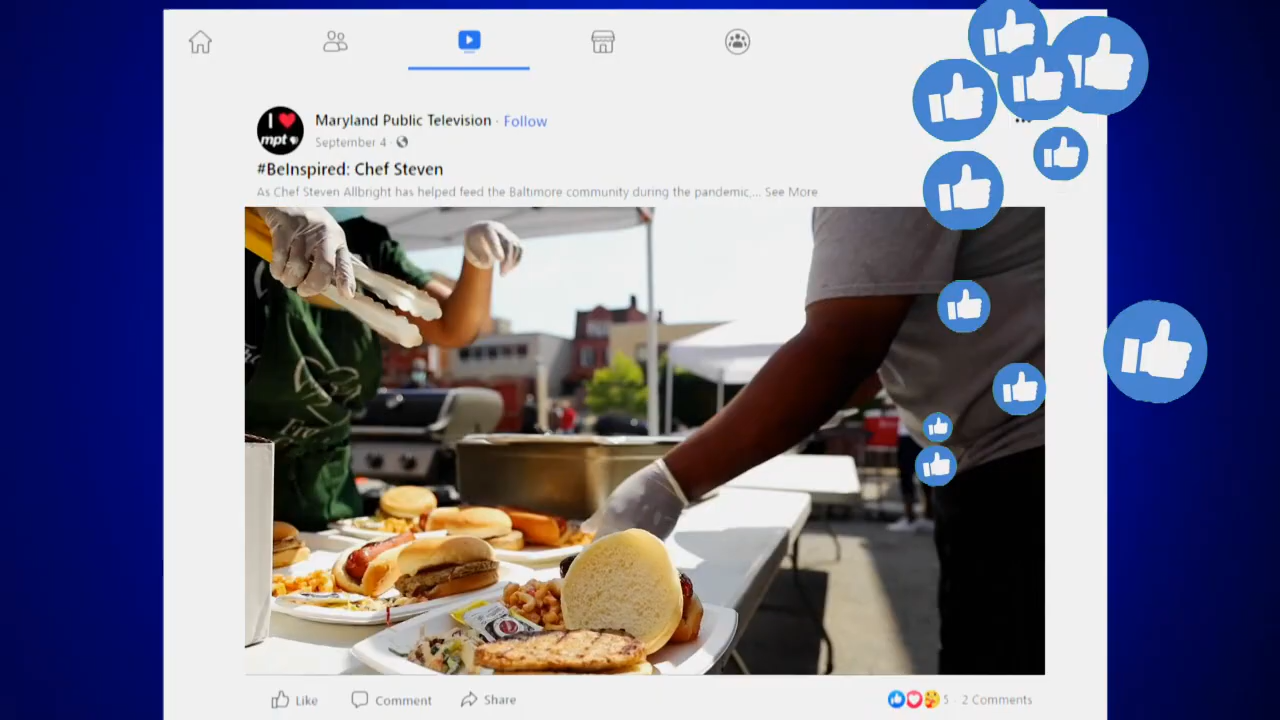 I ❤
mpt
Maryland Public Television · Follow
September 4 ·
#BeInspired: Chef Steven
As Chef Steven Allbright has helped feed the Baltimore community during the pandemic,... See More
Like
Comment
Share
5 · 2 Comments